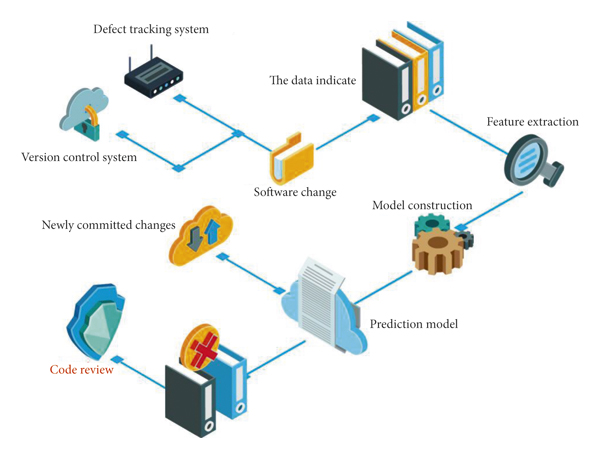 Defect tracking system
The data indicate
Feature extraction
Version control system
Software change
Model construction
Newly committed changes
Prediction model
Code review